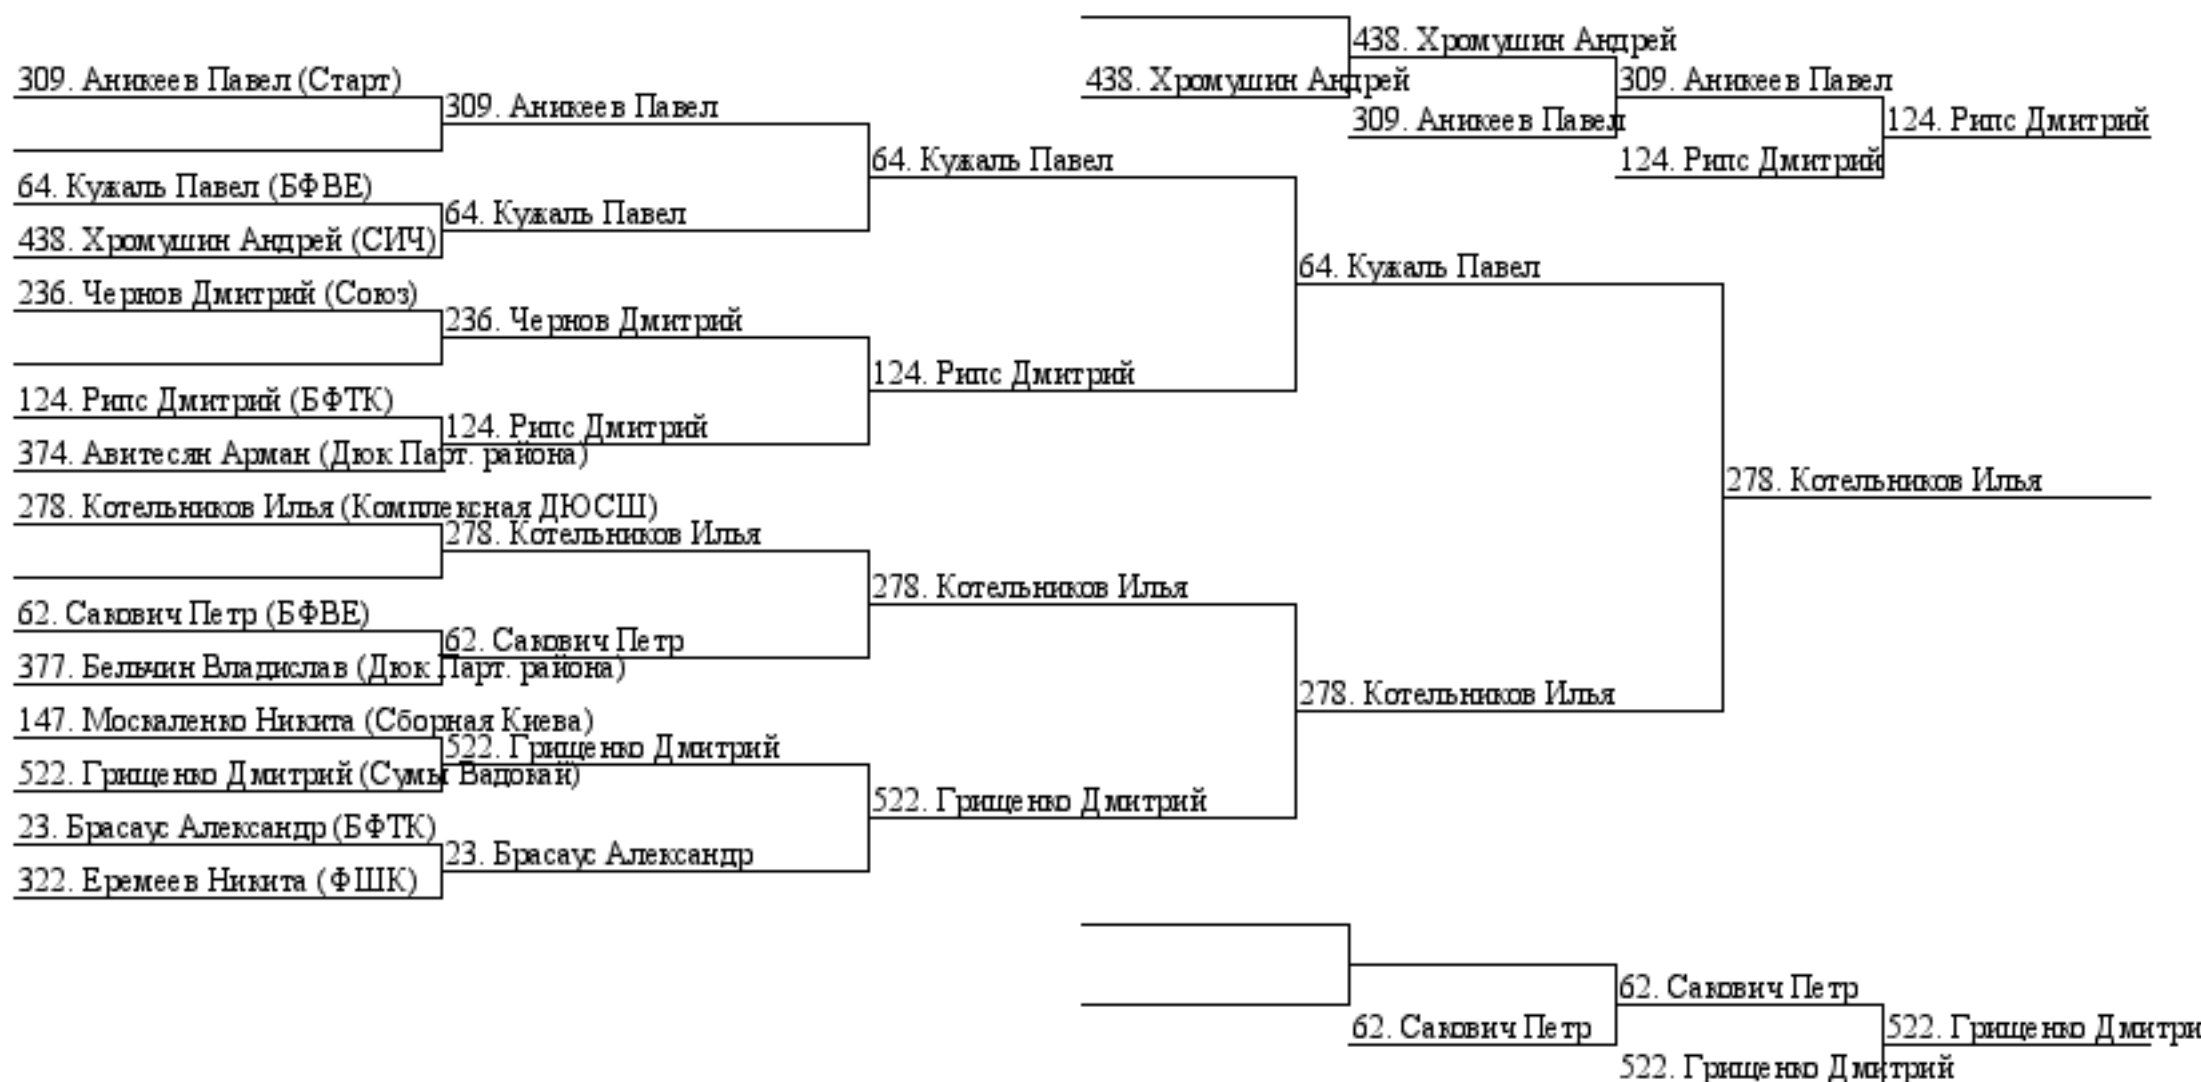 438. Хромушин Андрей
309. Аникеев Павел (Старт)
438. Хромушин Андрей
309. Аникеев Павел
309. Аникеев Павел
309. Аникеев Павел
124. Рипс Дмитрий
64. Кужаль Павел
124. Рипс Дмитрий
64. Кужаль Павел (БФВЕ)
64. Кужаль Павел
438. Хромушин Андрей (СИЧ)
64. Кужаль Павел
236. Чернов Дмитрий (Союз)
236. Чернов Дмитрий
124. Рипс Дмитрий
124. Рипс Дмитрий (БФТК)
124. Рипс Дмитрий
374. Авитесян Арман (Дюк Парт. района)
278. Котельников Илья
278. Котельников Илья (Комплексная ДЮСШ)
278. Котельников Илья
278. Котельников Илья
62. Сакович Петр (БФВЕ)
62. Сакович Петр
377. Бельчин Владислав (Дюк Парт. района)
278. Котельников Илья
147. Москаленко Никита (Сборная Киева)
522. Грищенко Дмитрий
522. Грищенко Дмитрий (Сумы Вадокай)
522. Грищенко Дмитрий
23. Брасаус Александр (БФТК)
23. Брасаус Александр
322. Еремеев Никита (ФШК)
62. Сакович Петр
62. Сакович Петр
522. Грищенко Дмитри
522. Грищенко Дмитрий